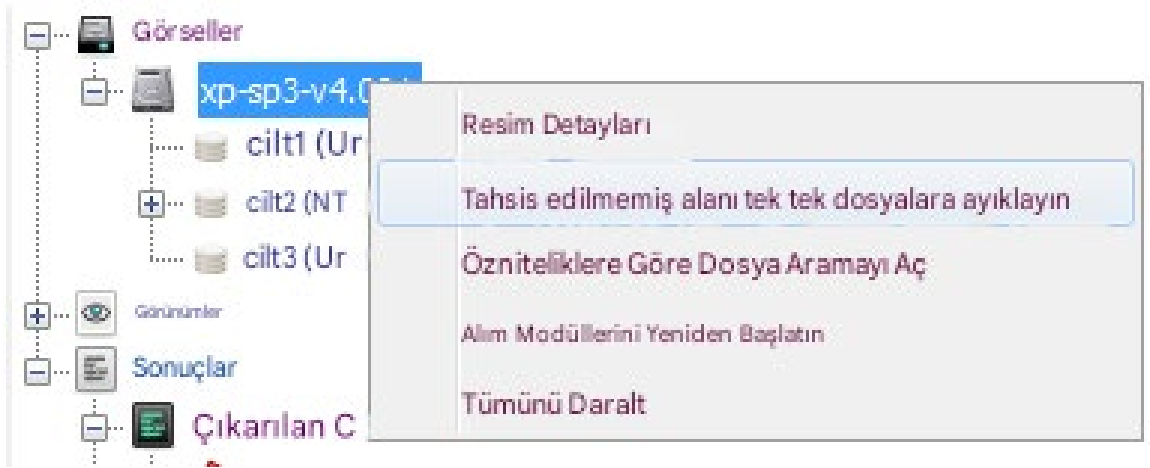 Görseller
xp-sp3-v4.0
cilt1 (Ur
cilt2 (NT
cilt3 (Ur
Görünümler
Sonuçlar
Çıkarılan C
Resim Detayları
Tahsis edilmemiş alanı tek tek dosyalara ayıklayın
Özniteliklere Göre Dosya Aramayı Aç
Alım Modüllerini Yeniden Başlatın
Tümünü Daralt